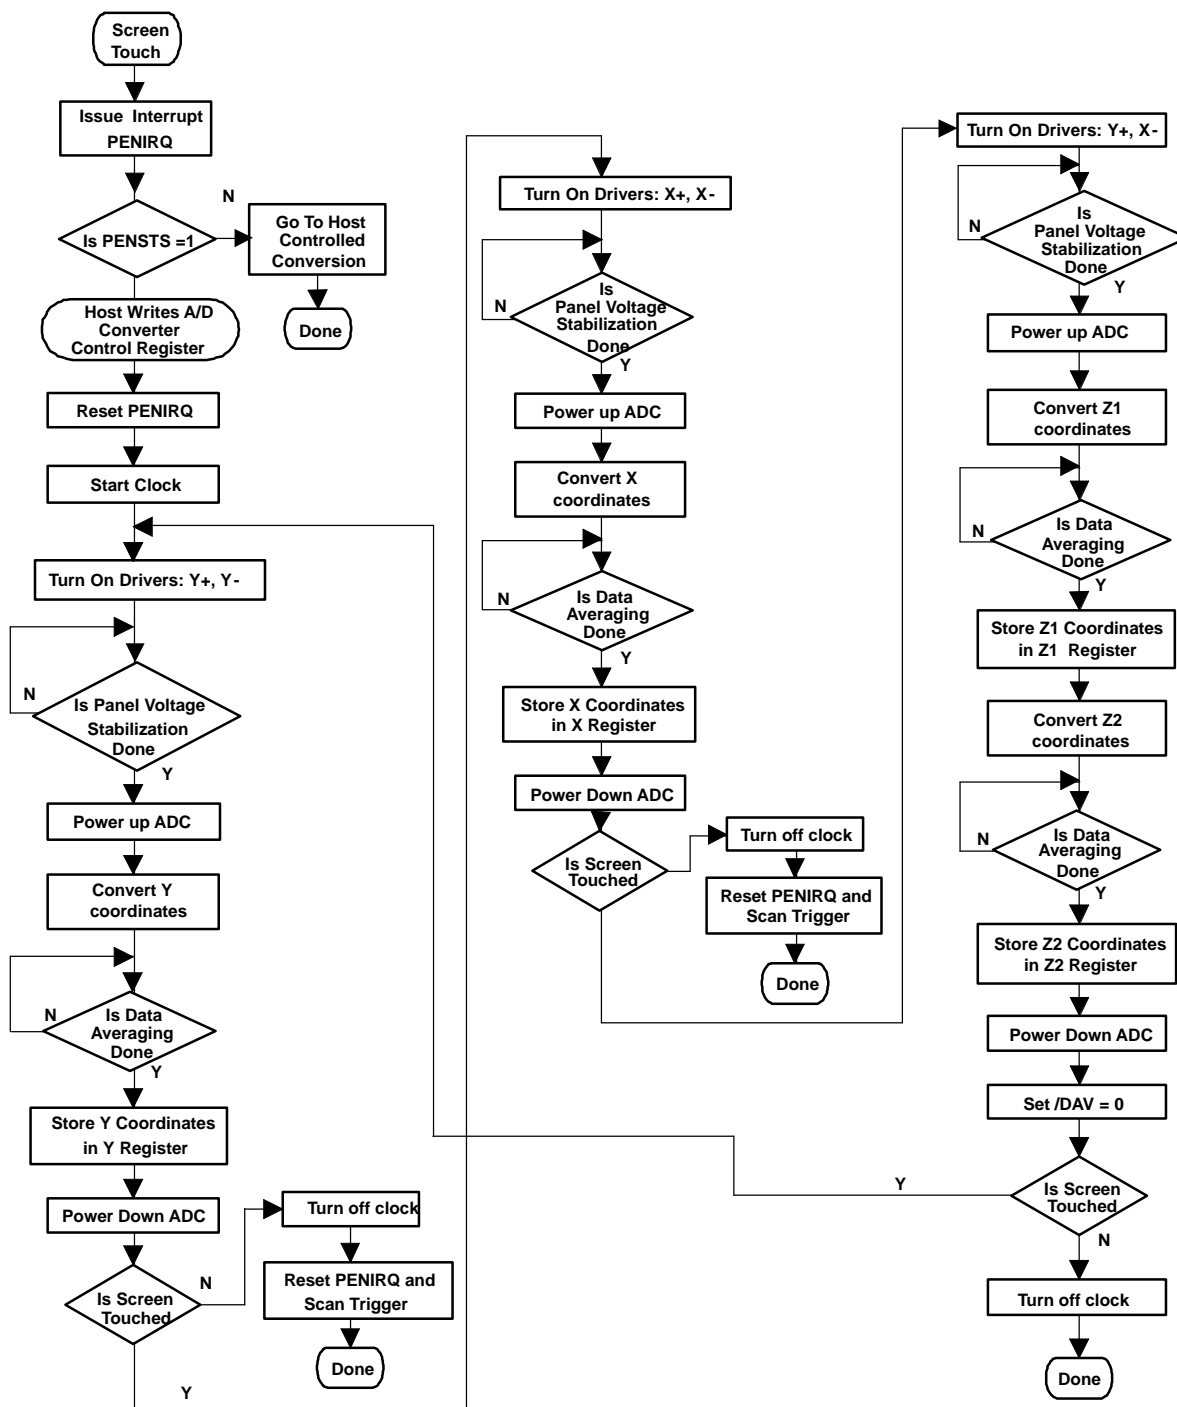 Screen
Touch
Issue Interrupt
PENIRQ
Is PENSTS =1
N
Go To Host
Controlled
Conversion
Done
Host Writes A/D
Converter
Control Register
Reset PENIRQ
Start Clock
Turn On Drivers: Y+, Y-
N
Is Panel Voltage
Stabilization
Done
Y
Power up ADC
Convert Y
coordinates
N
Is Data
Averaging
Done
Y
Store Y Coordinates
in Y Register
Power Down ADC
Is Screen
Touched
N
Turn off clock
Reset PENIRQ and
Scan Trigger
Done
Y
Turn On Drivers: X+, X-
N
Is
Panel Voltage
Stabilization
Done
Y
Power up ADC
Convert X
coordinates
N
Is Data
Averaging
Done
Y
Store X Coordinates
in X Register
Power Down ADC
Is Screen
Touched
Turn off clock
Reset PENIRQ and
Scan Trigger
Done
Turn On Drivers: Y+, X-
N
Is
Panel Voltage
Stabilization
Done
Y
Power up ADC
Convert Z1
coordinates
N
Is Data
Averaging
Done
Y
Store Z1 Coordinates
in Z1 Register
Convert Z2
coordinates
N
Is Data
Averaging
Done
Y
Store Z2 Coordinates
in Z2 Register
Power Down ADC
Set /DAV = 0
Y
Is Screen
Touched
N
Turn off clock
Done